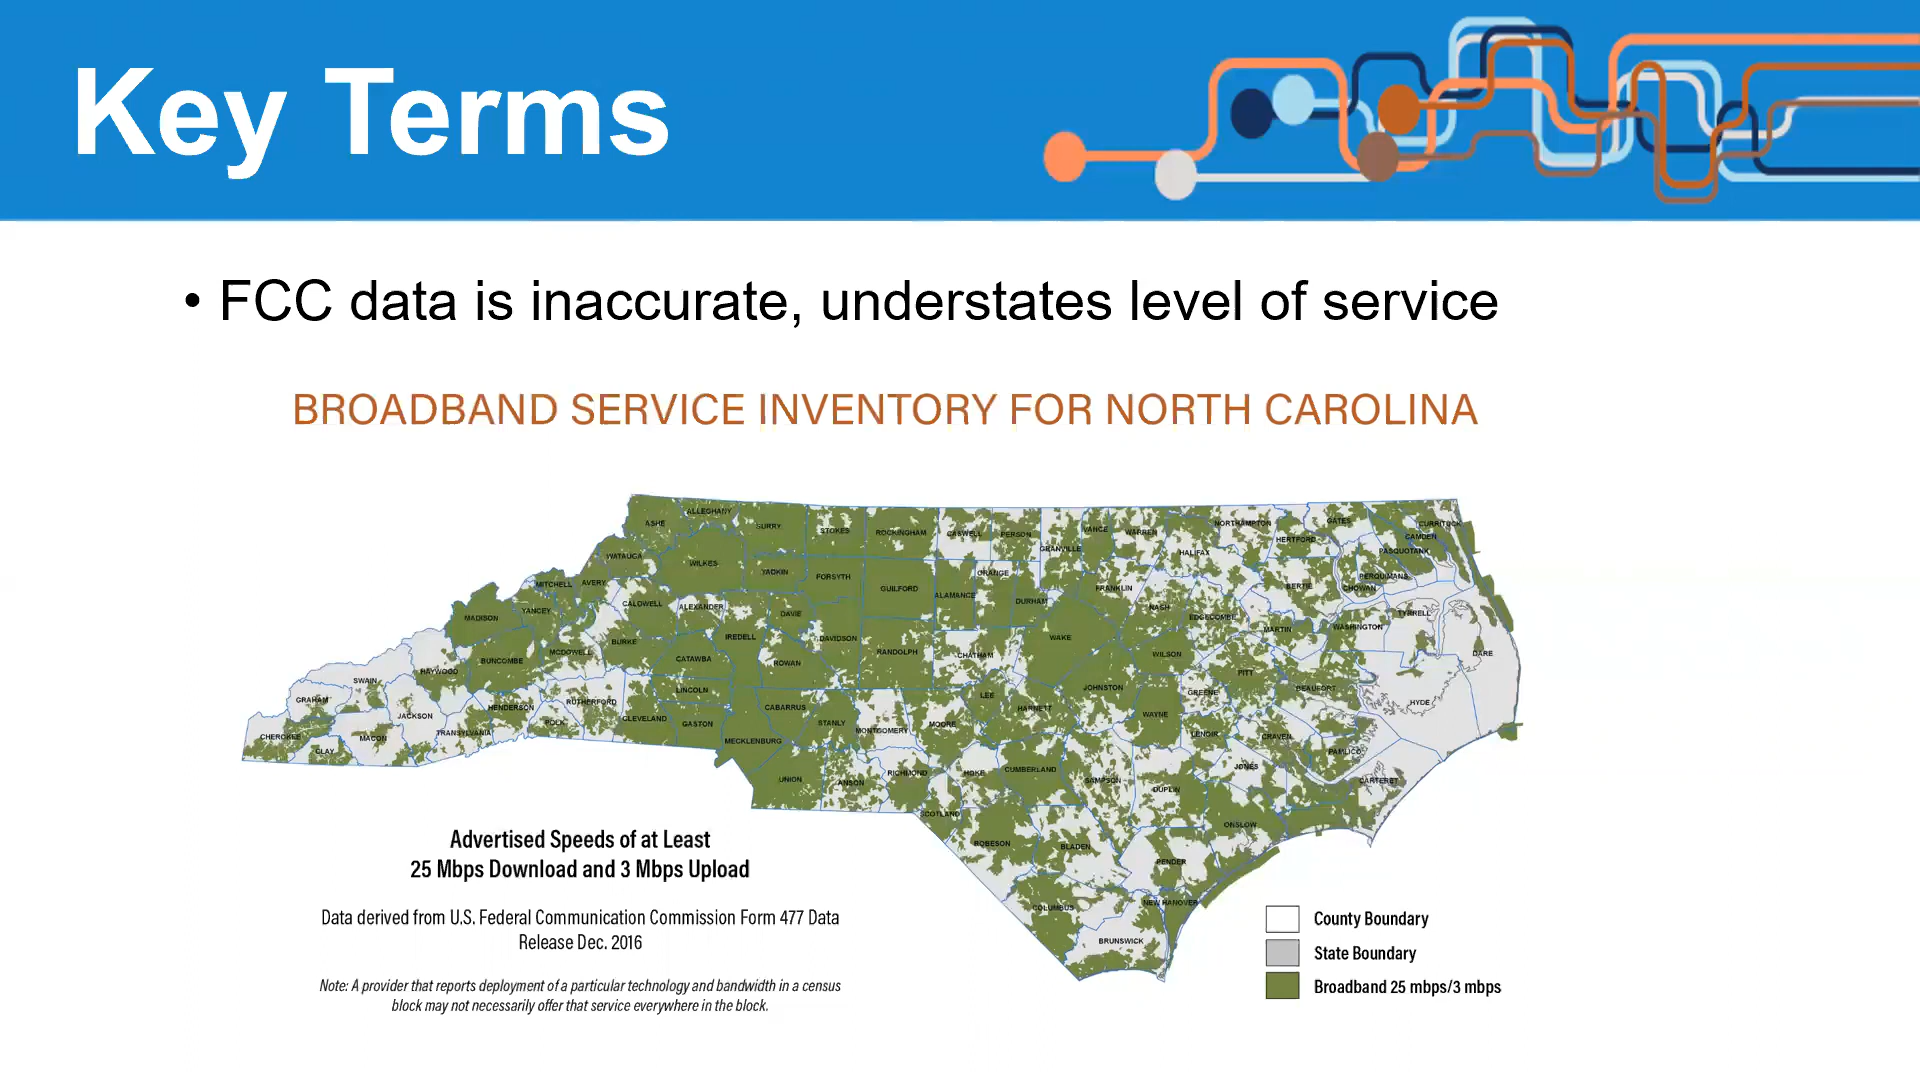 Key Terms
• FCC data is inaccurate, understates level of service
BROADBAND SERVICE INVENTORY FOR NORTH CAROLINA
ALLEGHANY
ASHE
SURRY
STOKES
ROCKINGHAM
CASWELL
PERSON
GRANVILLE
VANCE
WARREN
NORTHAMPTON
GATES
CURRITUCK
CAMDEN
HERTFORD
PASQUOTANK
HALIFAX
WATAUGA
WILKES
YADKIN
FORSYTH
GUILFORD
ALAMANCE
ORANGE
DURHAM
FRANKLIN
BERTIE
PERQUIMANS
CHOWAN
MITCHELL
AVERY
CALDWELL
ALEXANDER
DAVIE
NASH
EDGECOMBE
MARTIN
WASHINGTON
TYRRELL
MADISON
YANCEY
BURKE
IREDELL
DAVIDSON
WAKE
DARE
HAYWOOD
BUNCOMBE
MCDOWELL
CATAWBA
ROWAN
RANDOLPH
CHATHAM
WILSON
PITT
SWAIN
GRAHAM
LINCOLN
LEE
JOHNSTON
GREENE
BEAUFORT
HYDE
JACKSON
HENDERSON
RUTHERFORD
POLK
CLEVELAND
GASTON
CABARRUS
STANLY
MONTGOMERY
MOORE
HARNETT
WAYNE
LENOIR
CRAVEN
PAMLICO
CHEROKEE
CLAY
MACON
TRANSYLVANIA
MECKLENBURG
UNION
ANSON
RICHMOND
HOKE
CUMBERLAND
SAMPSON
DUPLIN
JONES
CARTERET
SCOTLAND
ROBESON
BLADEN
ONSLOW
PENDER
COLUMBUS
NEW HANOVER
BRUNSWICK
Advertised Speeds of at Least
25 Mbps Download and 3 Mbps Upload
Data derived from U.S. Federal Communication Commission Form 477 Data
Release Dec. 2016
Note: A provider that reports deployment of a particular technology and bandwidth in a census
block may not necessarily offer that service everywhere in the block.
County Boundary
State Boundary
Broadband 25 mbps/3 mbps